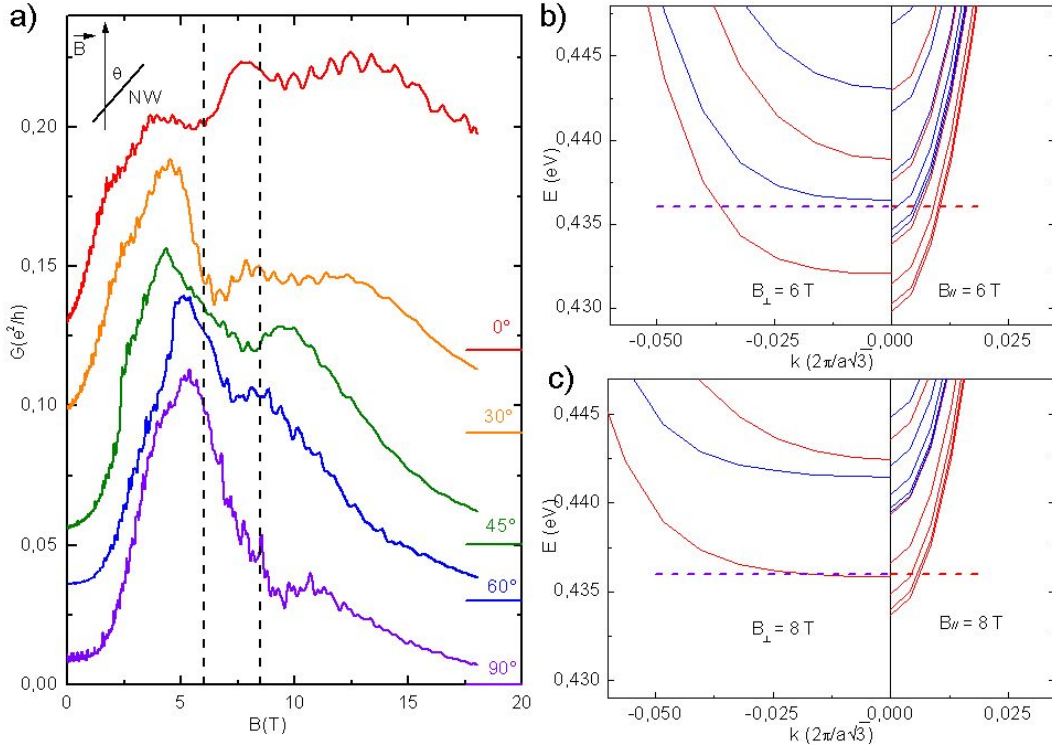 a)
B
θ
NW
G(e²/h)
0,20
0,15
0,10
0,05
0,00
0°
30°
45°
60°
90°
0 5 10 15 20
B(T)
b)
E (eV)
0,445
0,440
0,435
0,430
B⊥ = 6 T
B// = 6 T
-0,050 -0,025 -0,000 0,025
k (2π/a√3)
c)
E (eV)
0,445
0,440
0,435
0,430
B⊥ = 8 T
B// = 8 T
-0,050 -0,025 -0,000 0,025
k (2π/a√3)